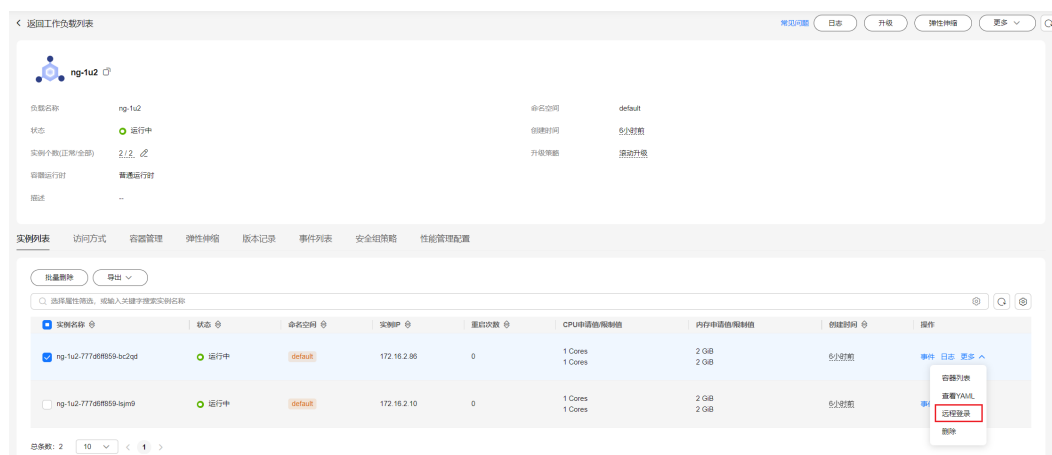 返回工作负载列表 常见问题 日志 升级 弹性伸缩 更多
ng-1u2
负载名称 ng-1u2 命名空间 default
状态 运行中 创建时间 6小时前
实例个数(正常/全部) 2 / 2 升级策略 滚动升级
容器运行时 普通运行时
描述 --
实例列表 访问方式 容器管理 弹性伸缩 版本记录 事件列表 安全组策略 性能管理配置
批量删除 导出
选择属性筛选，或输入关键字搜索实例名称
实例名称 状态 命名空间 实例IP 重启次数 CPU申请值/限制值 内存申请值/限制值 创建时间 操作
ng-1u2-777d6ff859-bc2qd 运行中 default 172.16.2.86 0 1 Cores 2 GiB 6小时前 事件 日志 更多
1 Cores 2 GiB
容器列表
查看YAML
ng-1u2-777d6ff859-lsjm9 运行中 default 172.16.2.10 0 1 Cores 2 GiB 6小时前
1 Cores 2 GiB
远程登录
删除
总条数: 2 10 < 1 >